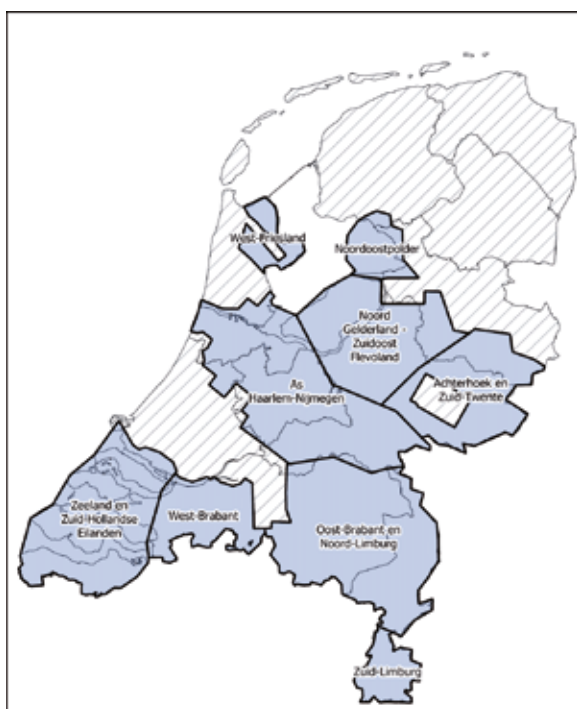 West-Friesland
Noordoostpolder
Noord
Gelderland -
Zuidoost
Flevoland
As
Haarlem-Nijmegen
Achterhoek en
Zuid-Twente
Zeeland en
Zuid-Hollandse
Eilanden
West-Brabant
Oost-Brabant en
Noord-Limburg
Zuid-Limburg